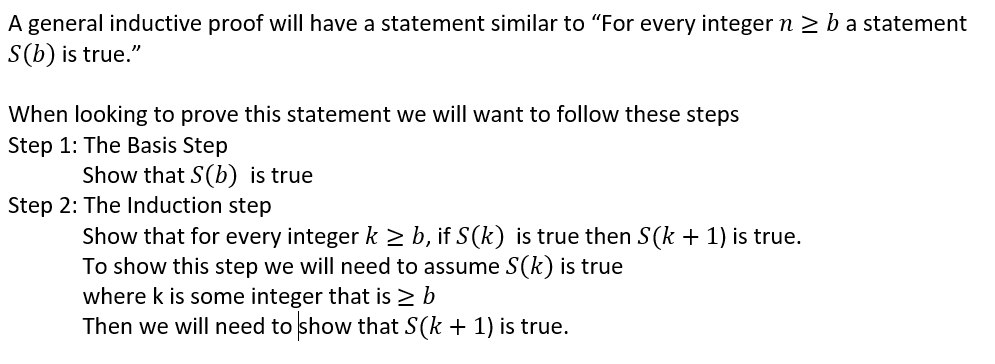 A general inductive proof will have a statement similar to “For every integer n ≥ b a statement
S(b) is true.”
When looking to prove this statement we will want to follow these steps
Step 1: The Basis Step
Show that S(b) is true
Step 2: The Induction step
Show that for every integer k ≥ b, if S(k) is true then S(k + 1) is true.
To show this step we will need to assume S(k) is true
where k is some integer that is ≥ b
Then we will need to show that S(k + 1) is true.